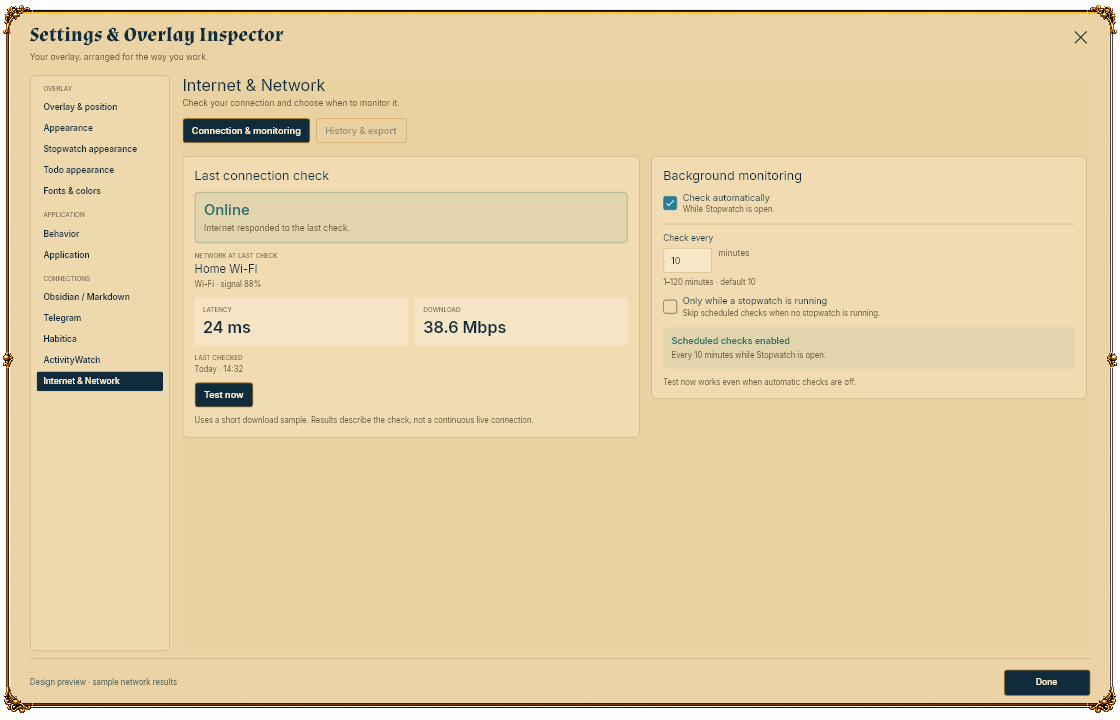 Settings & Overlay Inspector
Your overlay, arranged for the way you work.
OVERLAY
Overlay & position
Appearance
Stopwatch appearance
Todo appearance
Fonts & colors
APPLICATION
Behavior
Application
CONNECTIONS
Obsidian / Markdown
Telegram
Habitica
ActivityWatch
Internet & Network
Internet & Network
Check your connection and choose when to monitor it.
Connection & monitoring
History & export
Last connection check
Online
Internet responded to the last check.
NETWORK AT LAST CHECK
Home Wi-Fi
Wi-Fi · signal 88%
LATENCY
24 ms
DOWNLOAD
38.6 Mbps
LAST CHECKED
Today · 14:32
Test now
Uses a short download sample. Results describe the check, not a continuous live connection.
Background monitoring
Check automatically
While Stopwatch is open.
Check every
10 minutes
1–120 minutes · default 10
Only while a stopwatch is running
Skip scheduled checks when no stopwatch is running.
Scheduled checks enabled
Every 10 minutes while Stopwatch is open.
Test now works even when automatic checks are off.
Design preview · sample network results
Done